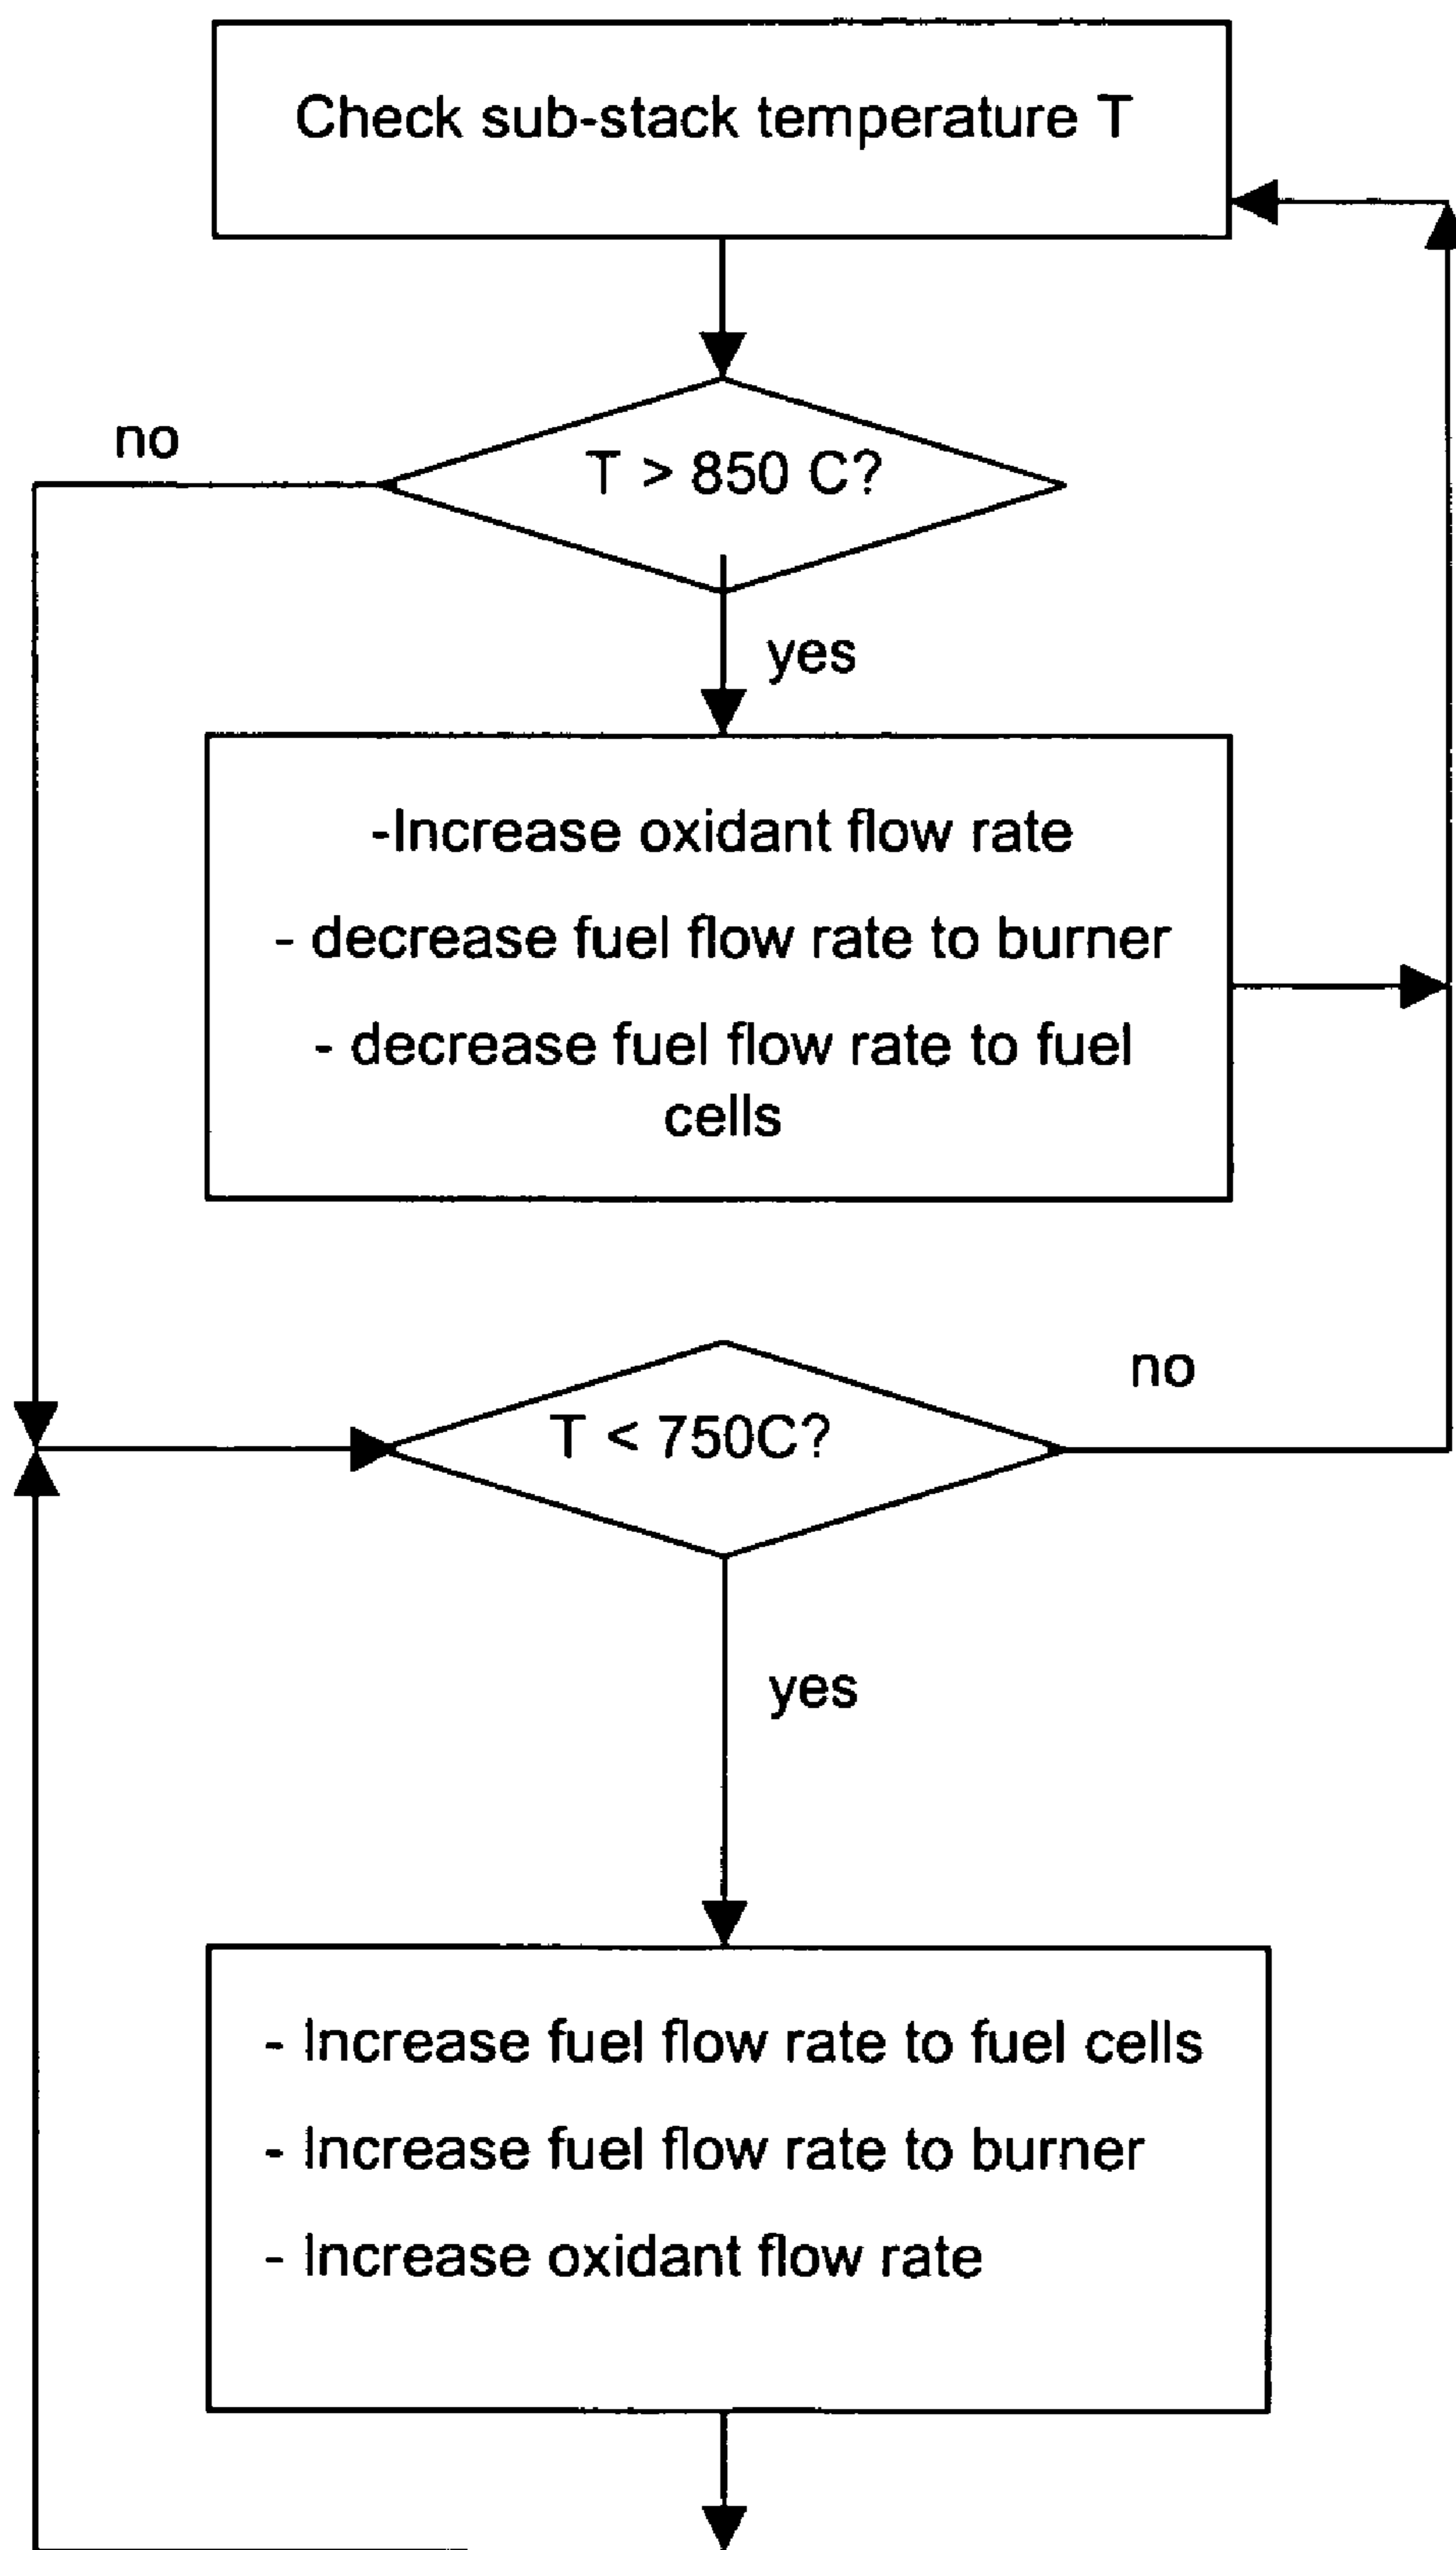 Check sub-stack temperature T
no
T > 850 C?
yes
-Increase oxidant flow rate
- decrease fuel flow rate to burner
- decrease fuel flow rate to fuel
cells
no
T < 750C?
yes
- Increase fuel flow rate to fuel cells
- Increase fuel flow rate to burner
- Increase oxidant flow rate